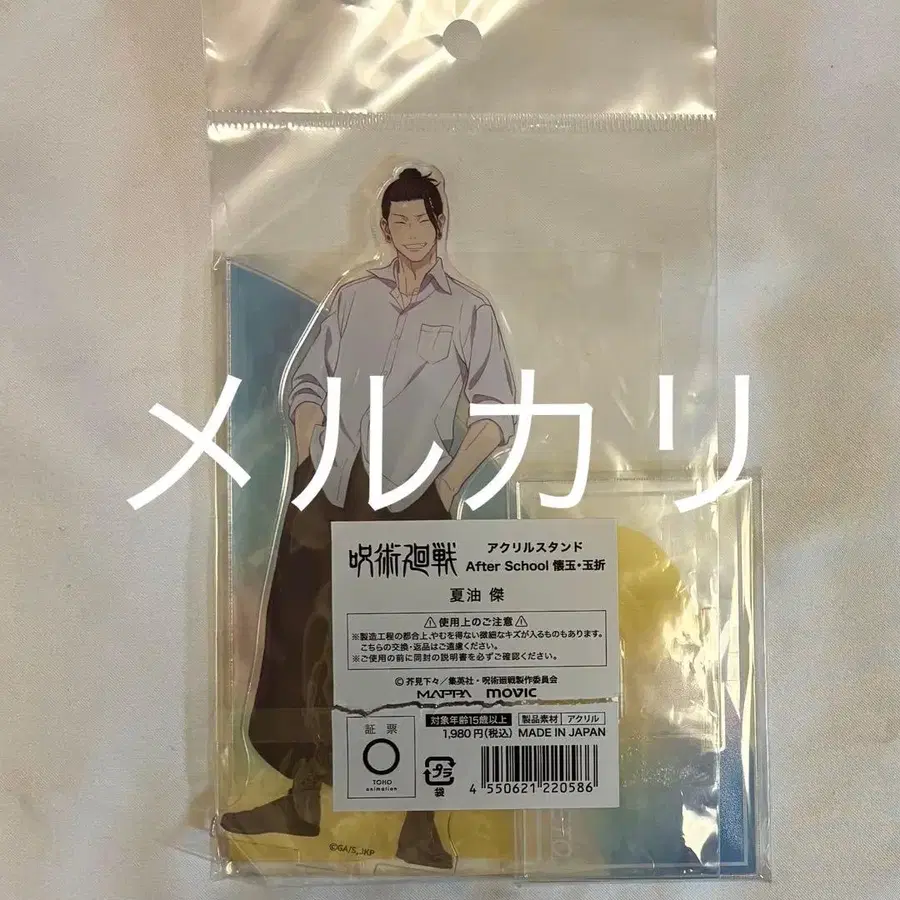 メルカリ
呪術廻戦
アクリルスタンド
After School 懐玉・玉折
夏油 傑
⚠使用上のご注意⚠
※製造工程の都合上、やむを得ない微細なキズが入るものもあります。
こちらの交換・返品はご遠慮ください。
※ご使用の前に同封の説明書を必ずご確認ください。
©芥見下々／集英社・呪術廻戦製作委員会
MAPPA movic
証票
TOHO
animation
対象年齢15歳以上 製品素材 アクリル
1,980円(税込) MADE IN JAPAN
プラ
袋
4 550621 220586
©GA/S,JKP